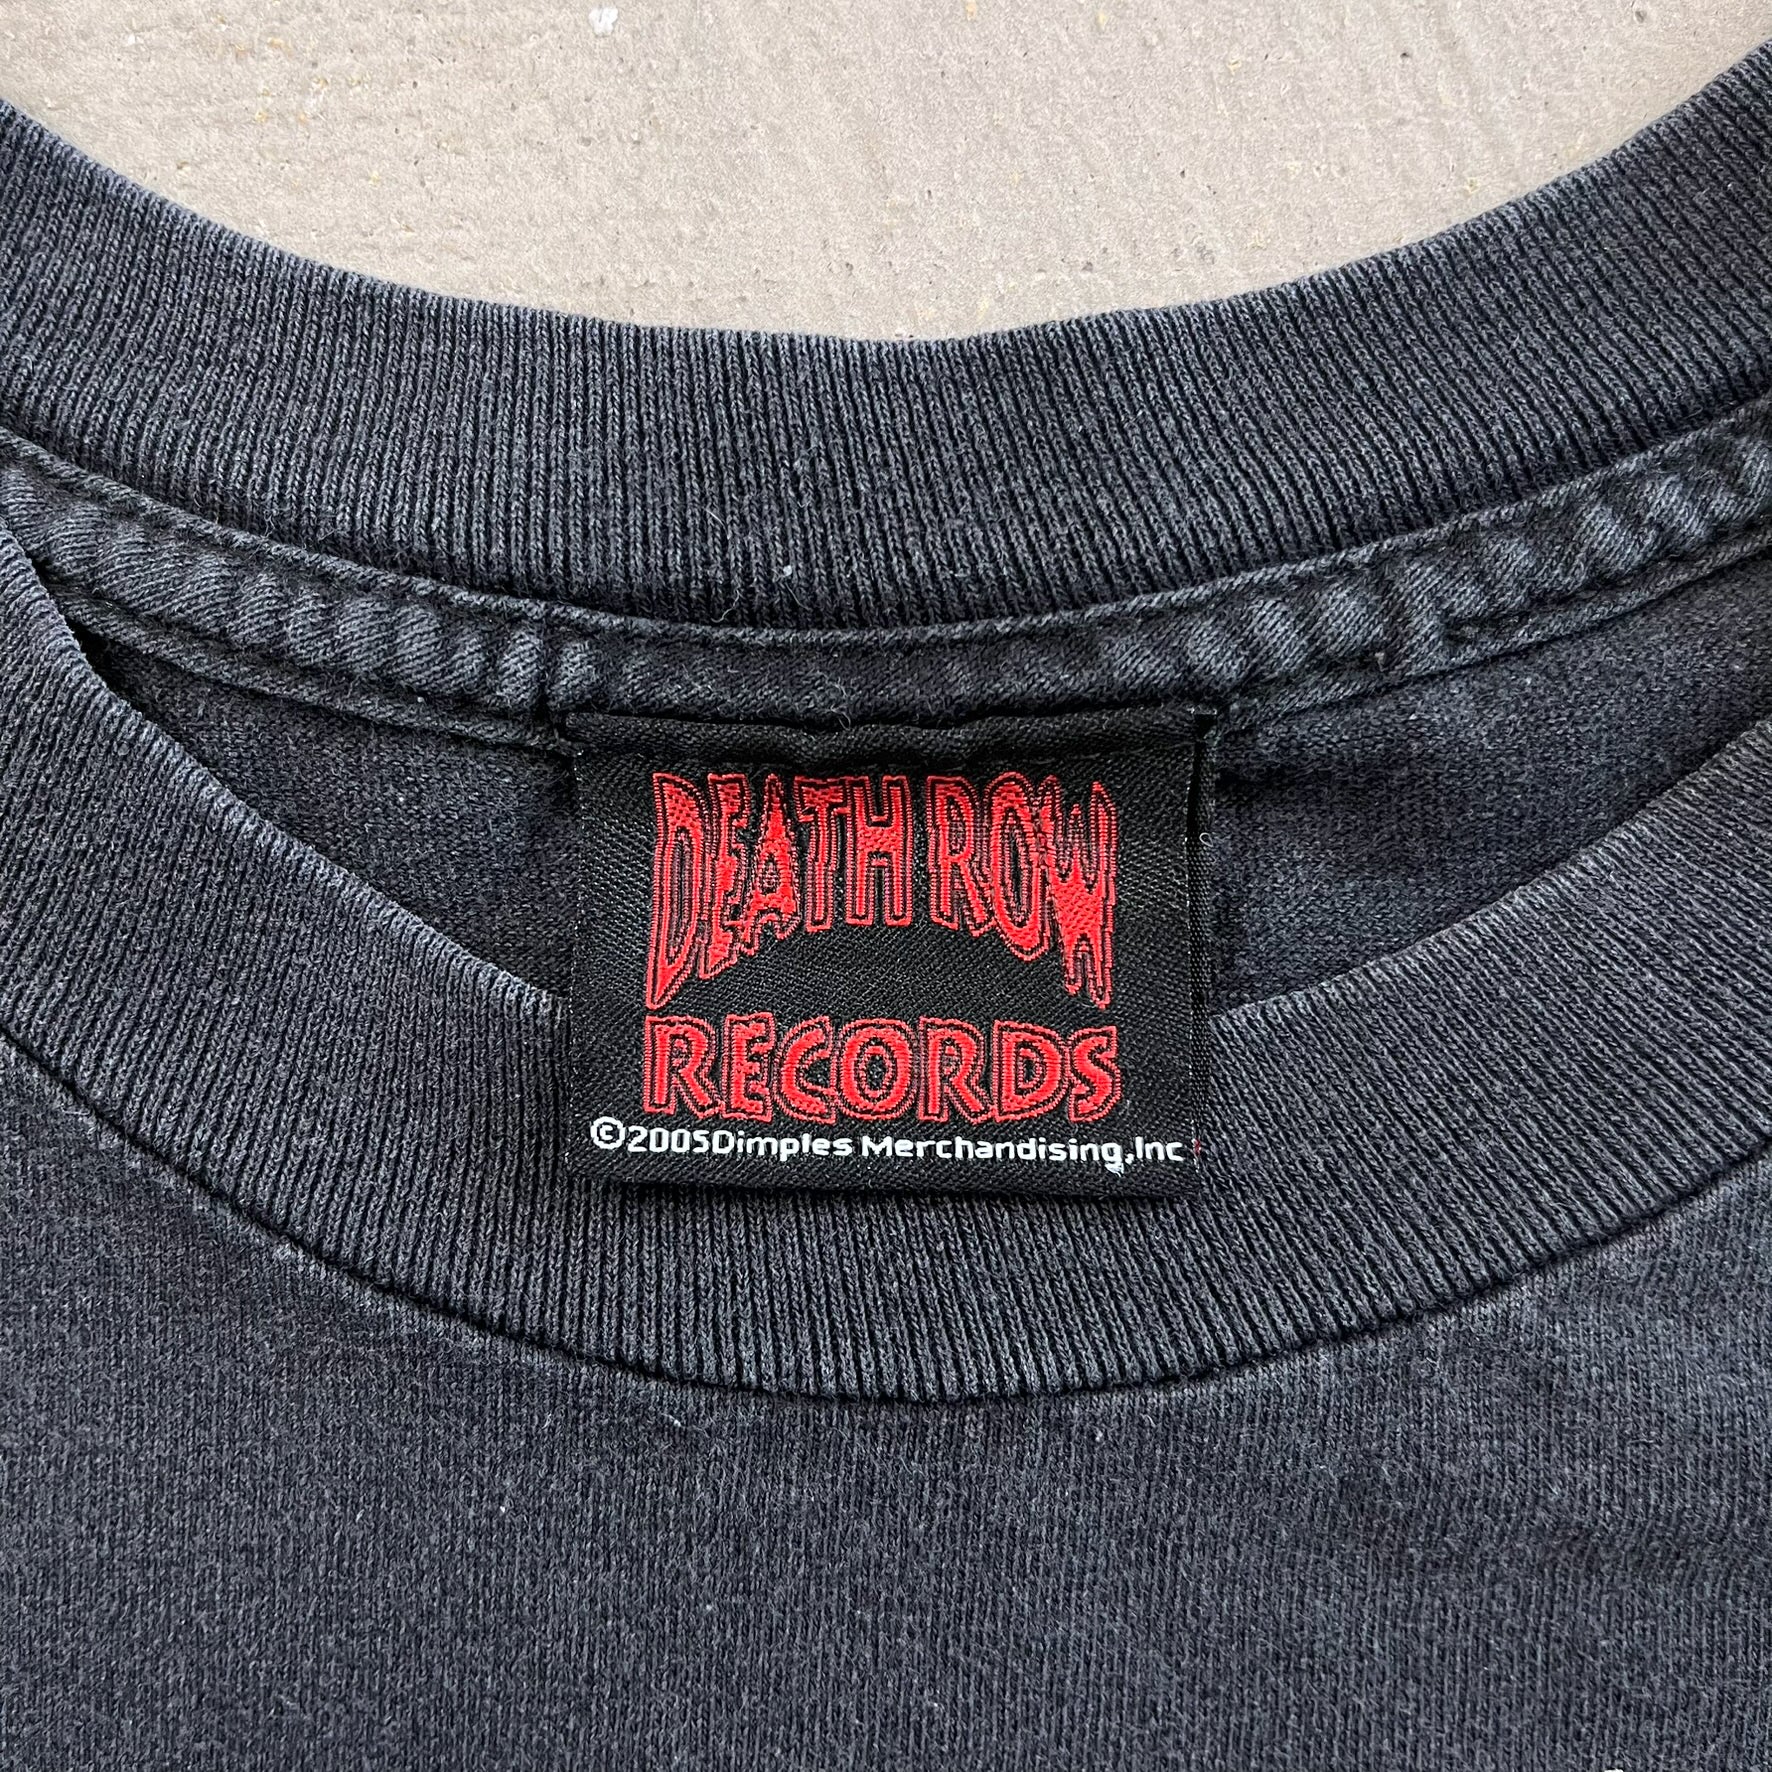 DEATH ROW
RECORDS
©2005Dimples Merchandising,Inc